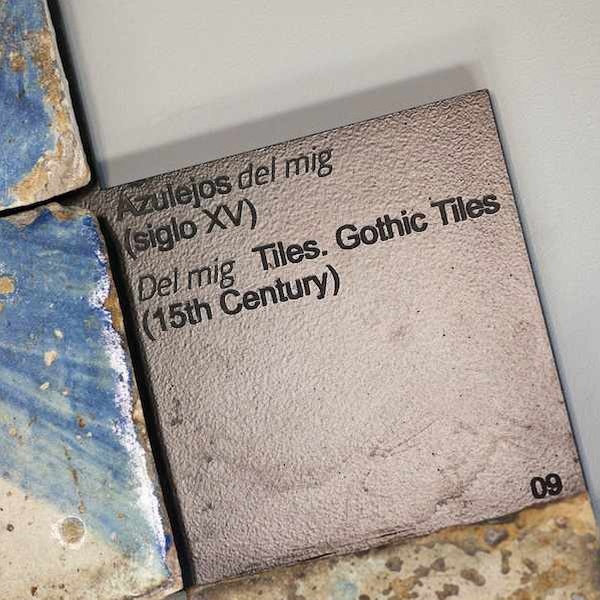 Azulejos del mig
(siglo XV)
Del mig Tiles. Gothic Tiles
(15th Century)
09